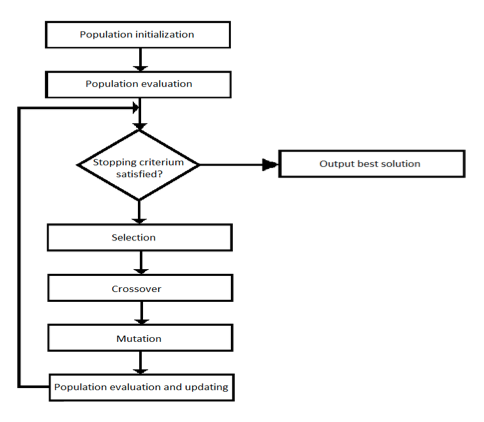 Population initialization
Population evaluation
Stopping criterium
satisfied?
Output best solution
Selection
Crossover
Mutation
Population evaluation and updating